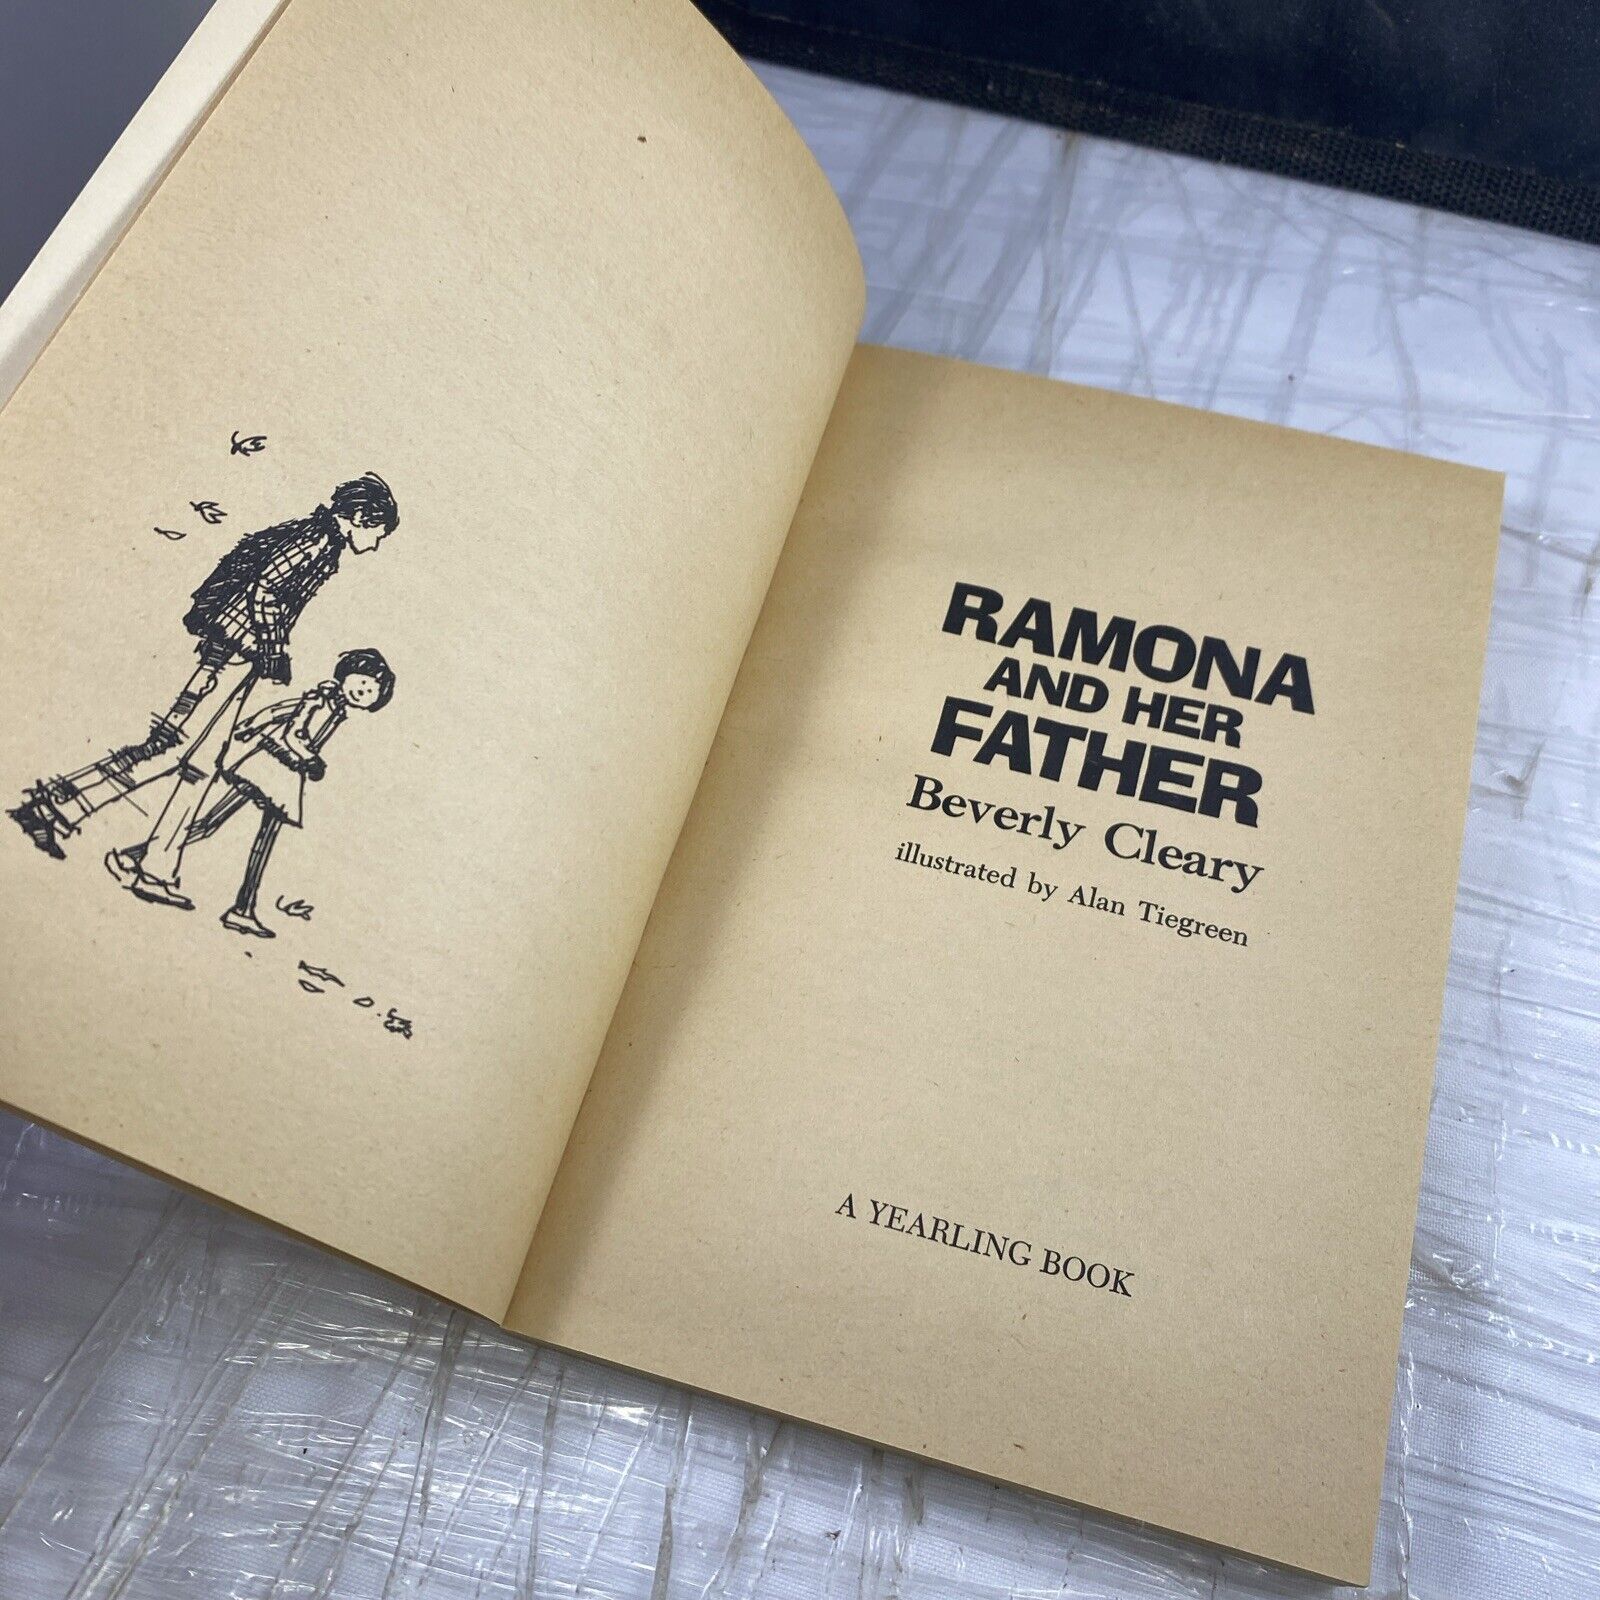 RAMONA
AND HER
FATHER
Beverly Cleary
illustrated by Alan Tiegreen
A YEARLING BOOK